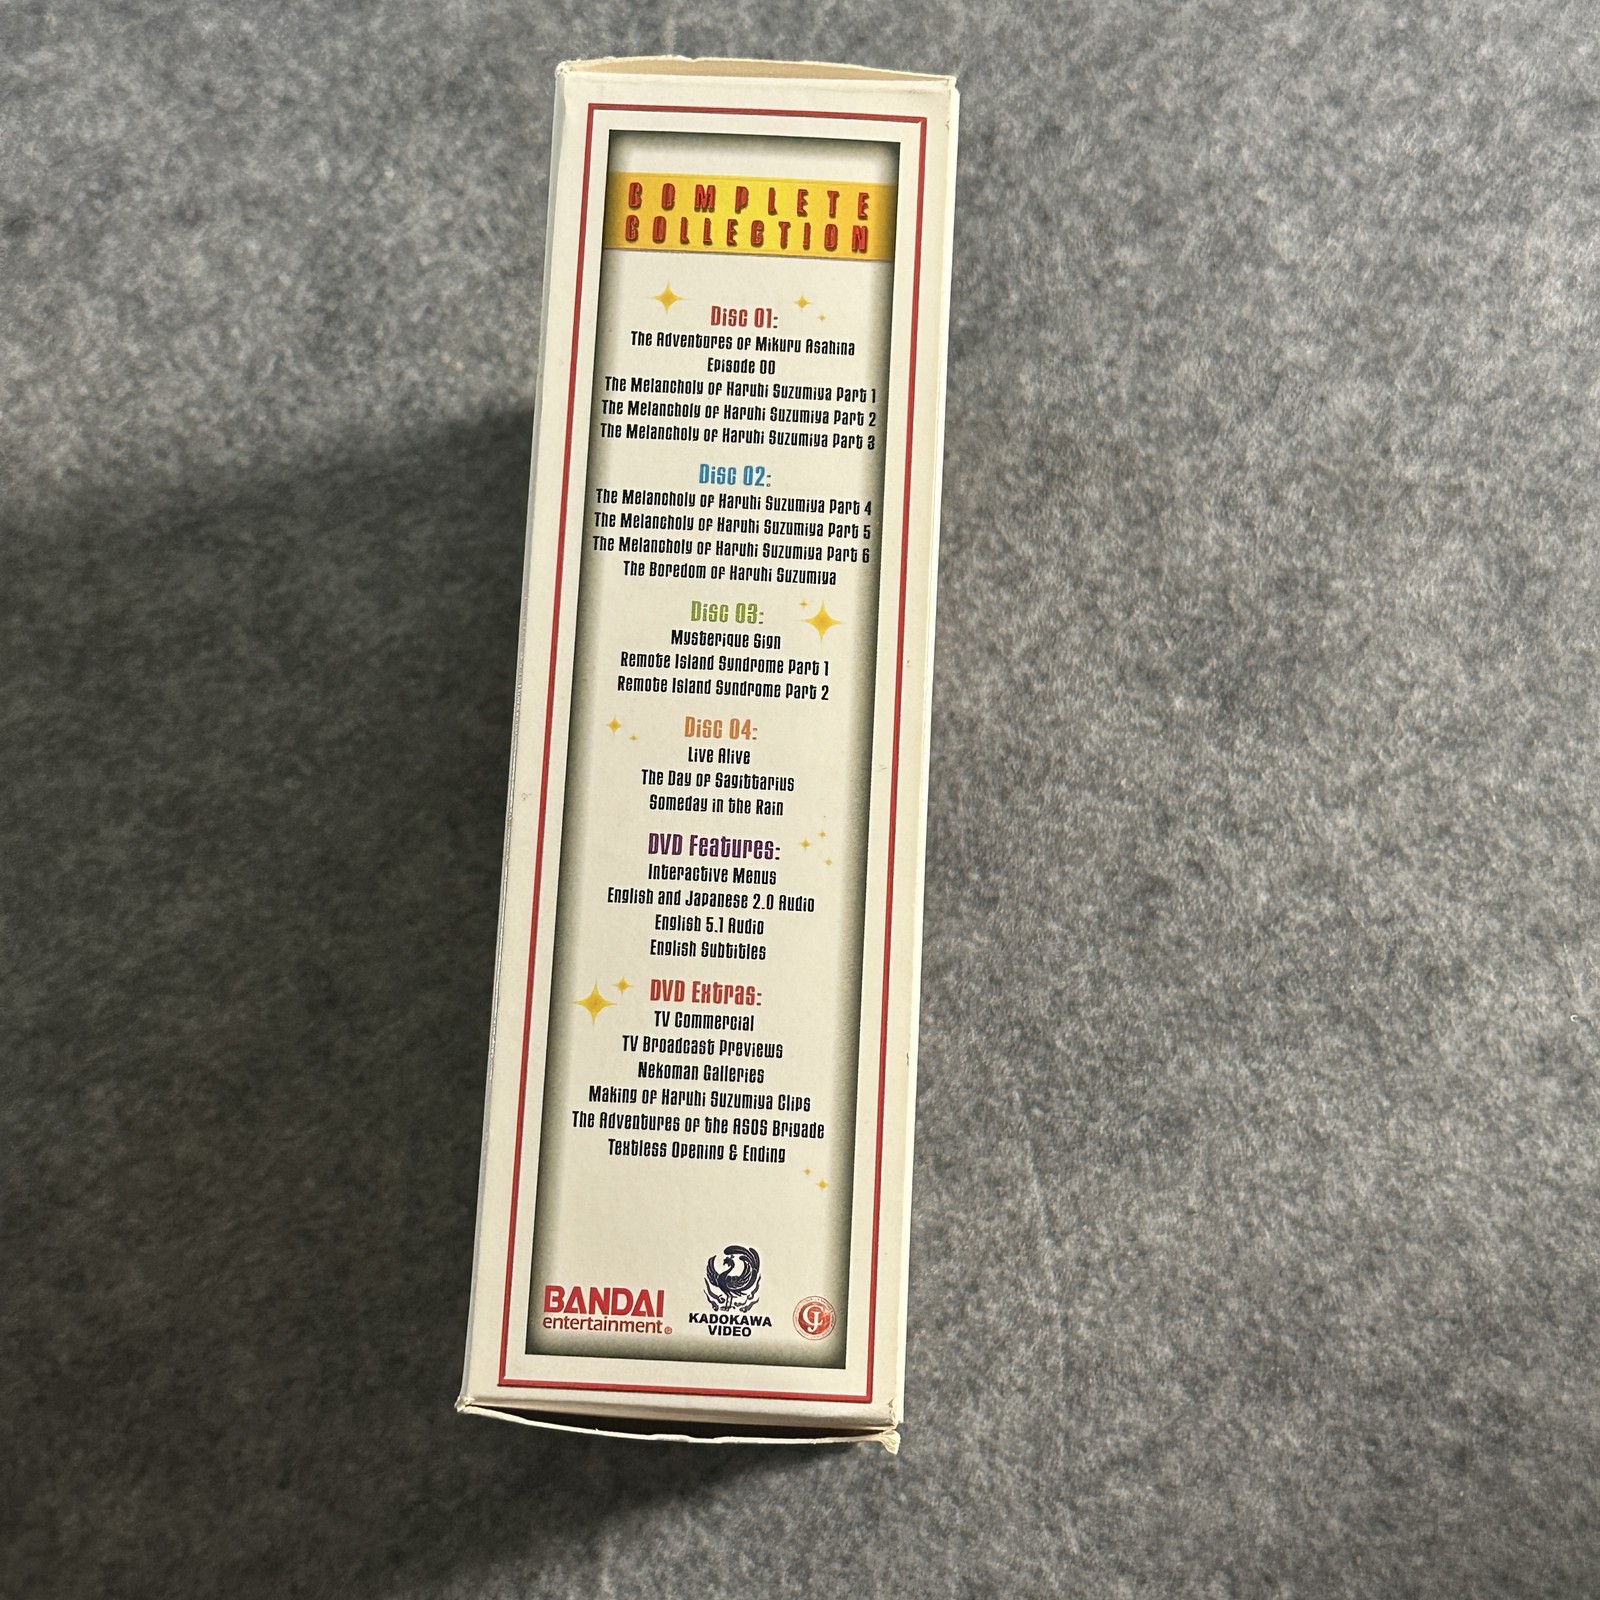 COMPLETE
COLLECTION
Disc 01:
The Adventures of Mikuru Asahina
Episode 00
The Melancholy of Haruhi Suzumiya Part 1
The Melancholy of Haruhi Suzumiya Part 2
The Melancholy of Haruhi Suzumiya Part 3
Disc 02:
The Melancholy of Haruhi Suzumiya Part 4
The Melancholy of Haruhi Suzumiya Part 5
The Melancholy of Haruhi Suzumiya Part 6
The Boredom of Haruhi Suzumiya
Disc 03:
Mysterique Sign
Remote Island Syndrome Part 1
Remote Island Syndrome Part 2
Disc 04:
Live Alive
The Day of Sagittarius
Someday in the Rain
DVD Features:
Interactive Menus
English and Japanese 2.0 Audio
English 5.1 Audio
English Subtitles
DVD Extras:
TV Commercial
TV Broadcast Previews
Nekoman Galleries
Making of Haruhi Suzumiya Clips
The Adventures of the ASOS Brigade
Textless Opening & Ending
BANDAI
entertainment®
KADOKAWA
VIDEO